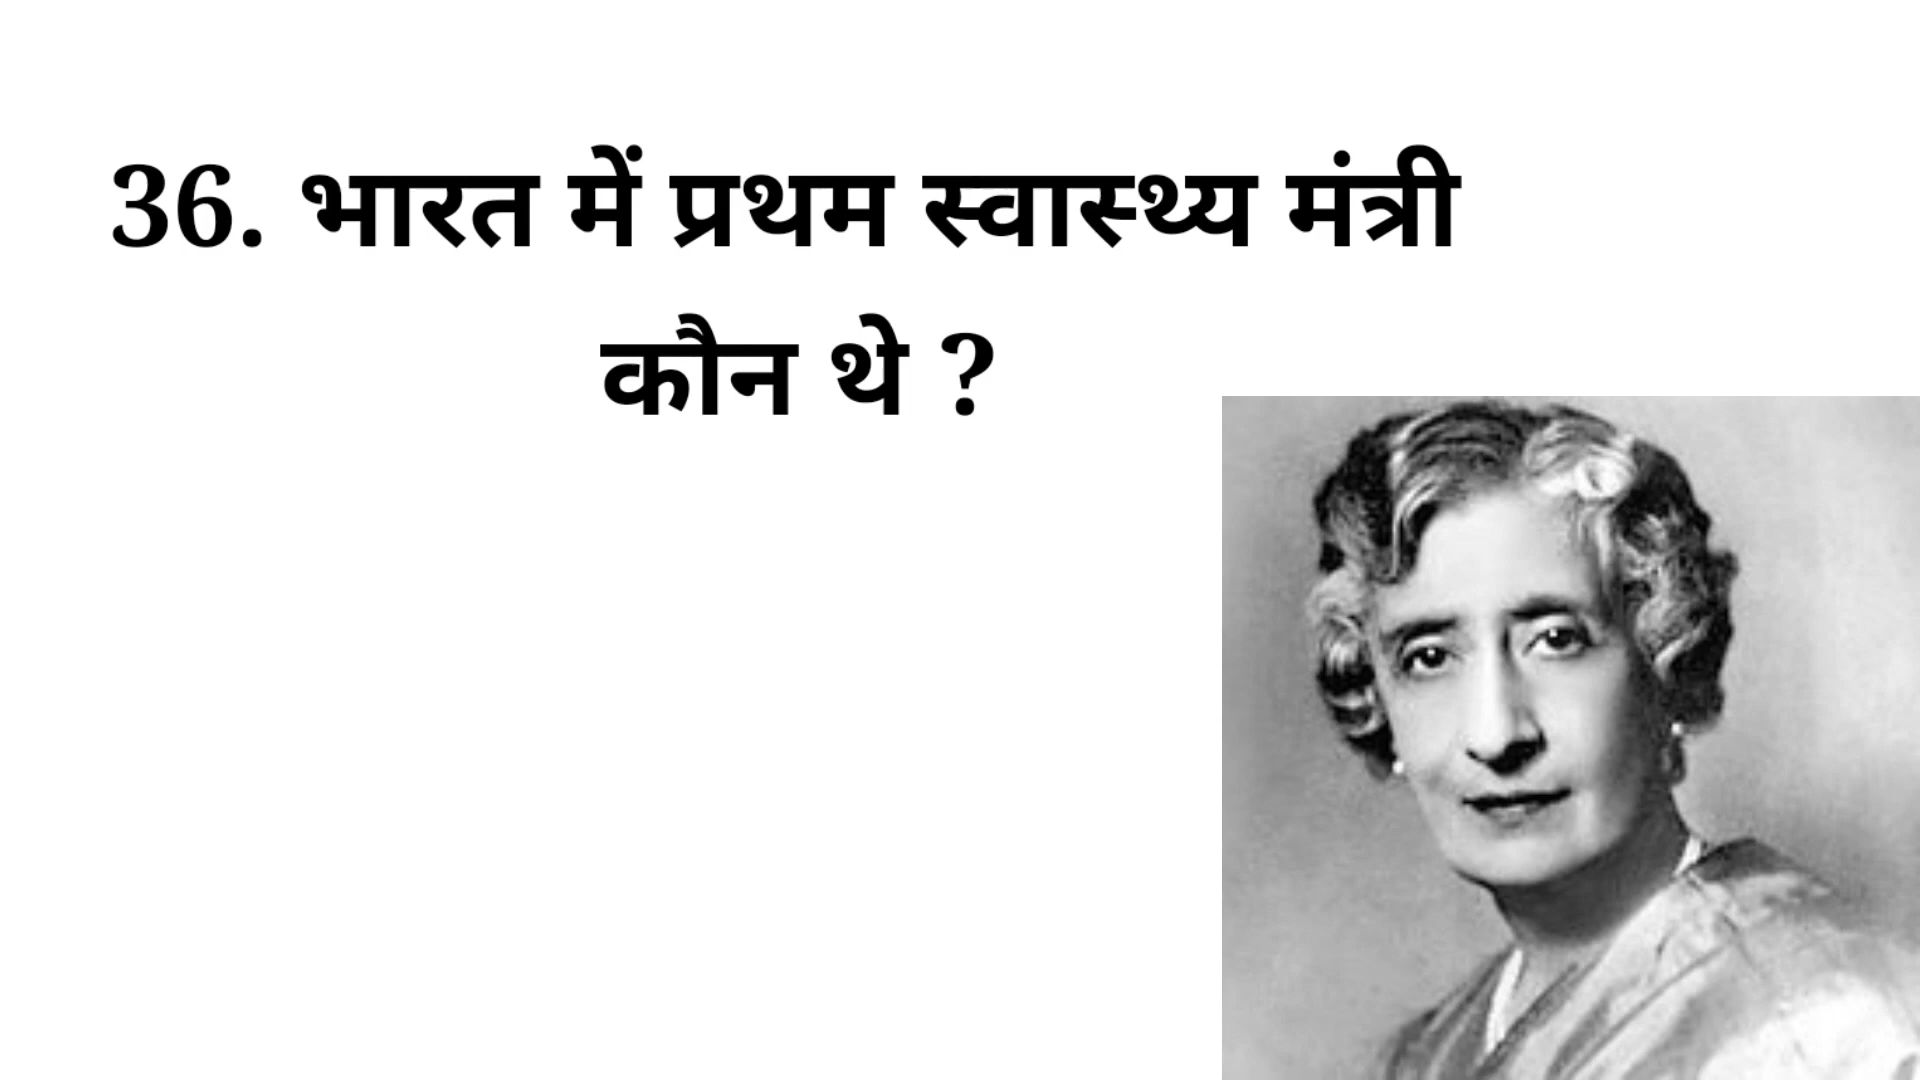 36. भारत में प्रथम स्वास्थ्य मंत्री
कौन थे ?